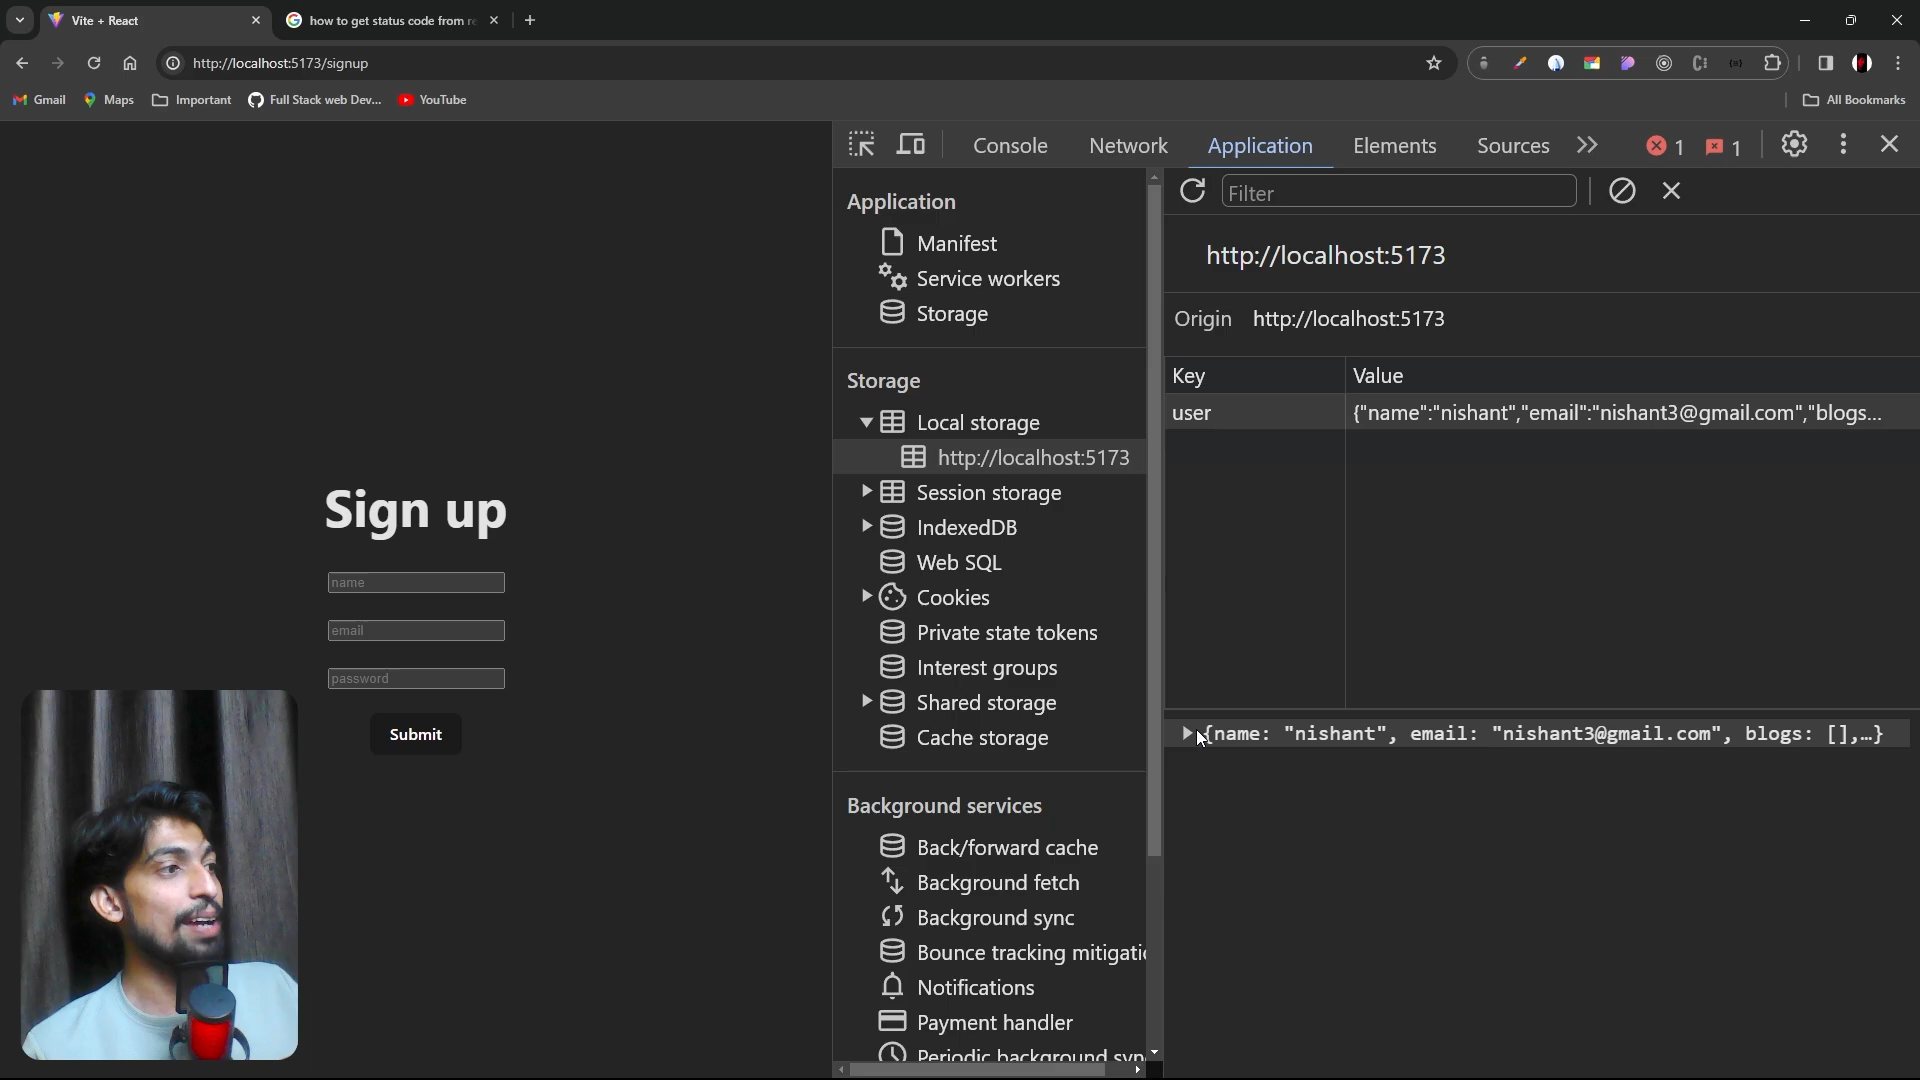 Vite + React
how to get status code from re
http://localhost:5173/signup
Gmail
Maps
Important
Full Stack web Dev...
YouTube
All Bookmarks
Console
Network
Application
Elements
Sources
1
1
Application
Manifest
Service workers
Storage
Storage
Local storage
http://localhost:5173
Session storage
IndexedDB
Web SQL
Cookies
Private state tokens
Interest groups
Shared storage
Cache storage
Background services
Back/forward cache
Background fetch
Background sync
Bounce tracking mitigati
Notifications
Payment handler
Periodic background syn
Filter
http://localhost:5173
Origin http://localhost:5173
Key Value
user {"name":"nishant","email":"nishant3@gmail.com","blogs...
{name: "nishant", email: "nishant3@gmail.com", blogs: [],…}
Sign up
name
email
password
Submit